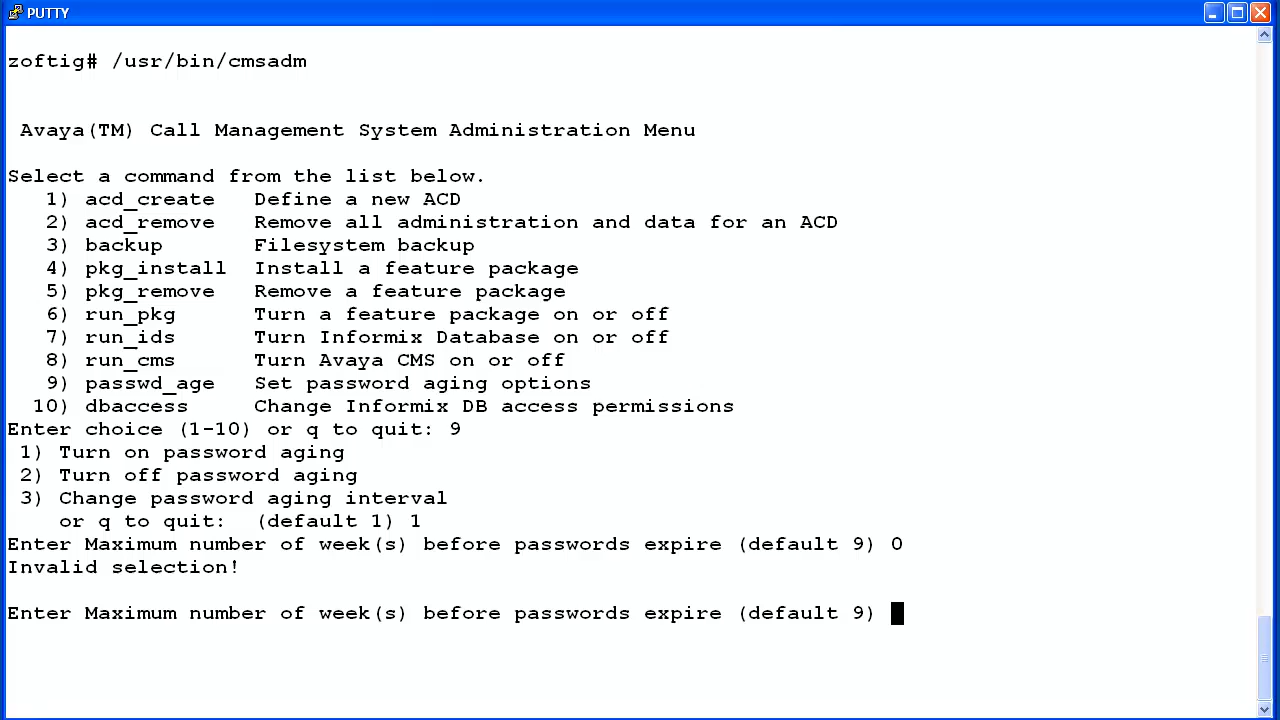 PUTTY
zoftig# /usr/bin/cmsadm
Avaya(TM) Call Management System Administration Menu
Select a command from the list below.
1) acd_create Define a new ACD
2) acd_remove Remove all administration and data for an ACD
3) backup Filesystem backup
4) pkg_install Install a feature package
5) pkg_remove Remove a feature package
6) run_pkg Turn a feature package on or off
7) run_ids Turn Informix Database on or off
8) run_cms Turn Avaya CMS on or off
9) passwd_age Set password aging options
10) dbaccess Change Informix DB access permissions
Enter choice (1-10) or q to quit: 9
1) Turn on password aging
2) Turn off password aging
3) Change password aging interval
or q to quit: (default 1) 1
Enter Maximum number of week(s) before passwords expire (default 9) 0
Invalid selection!
Enter Maximum number of week(s) before passwords expire (default 9)